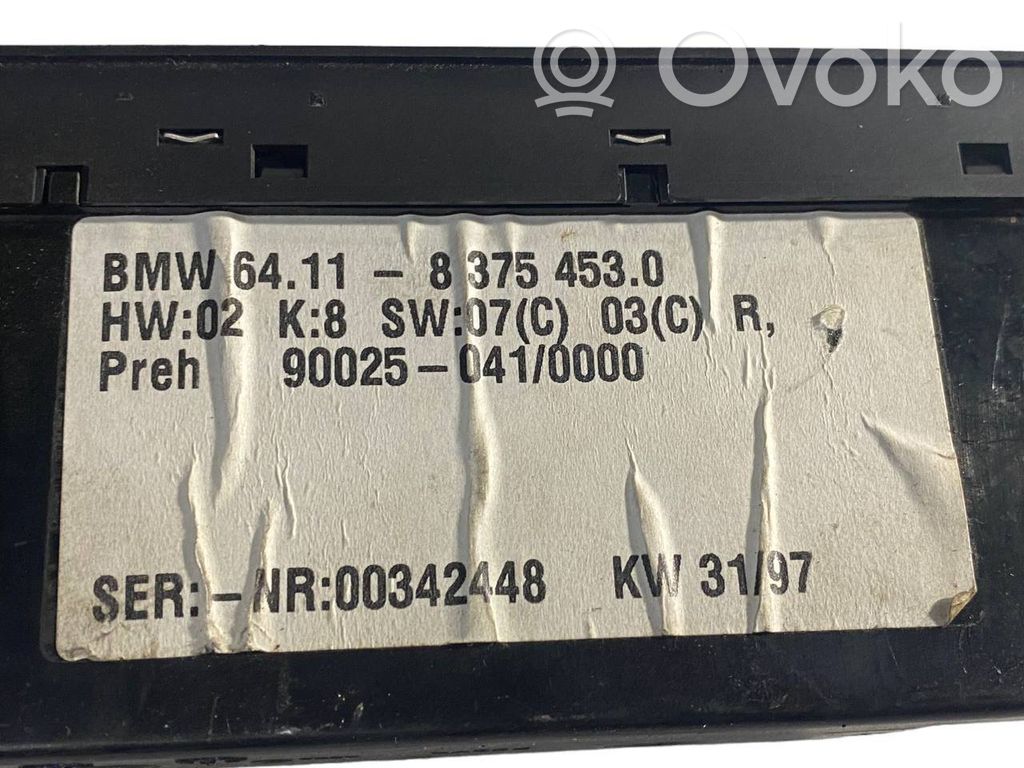 Ovoko
BMW 64.11 - 8 375 453.0
HW:02 K:8 SW:07(C) 03(C) R,
Preh 90025-041/0000
SER:-NR:00342448 KW 31/97